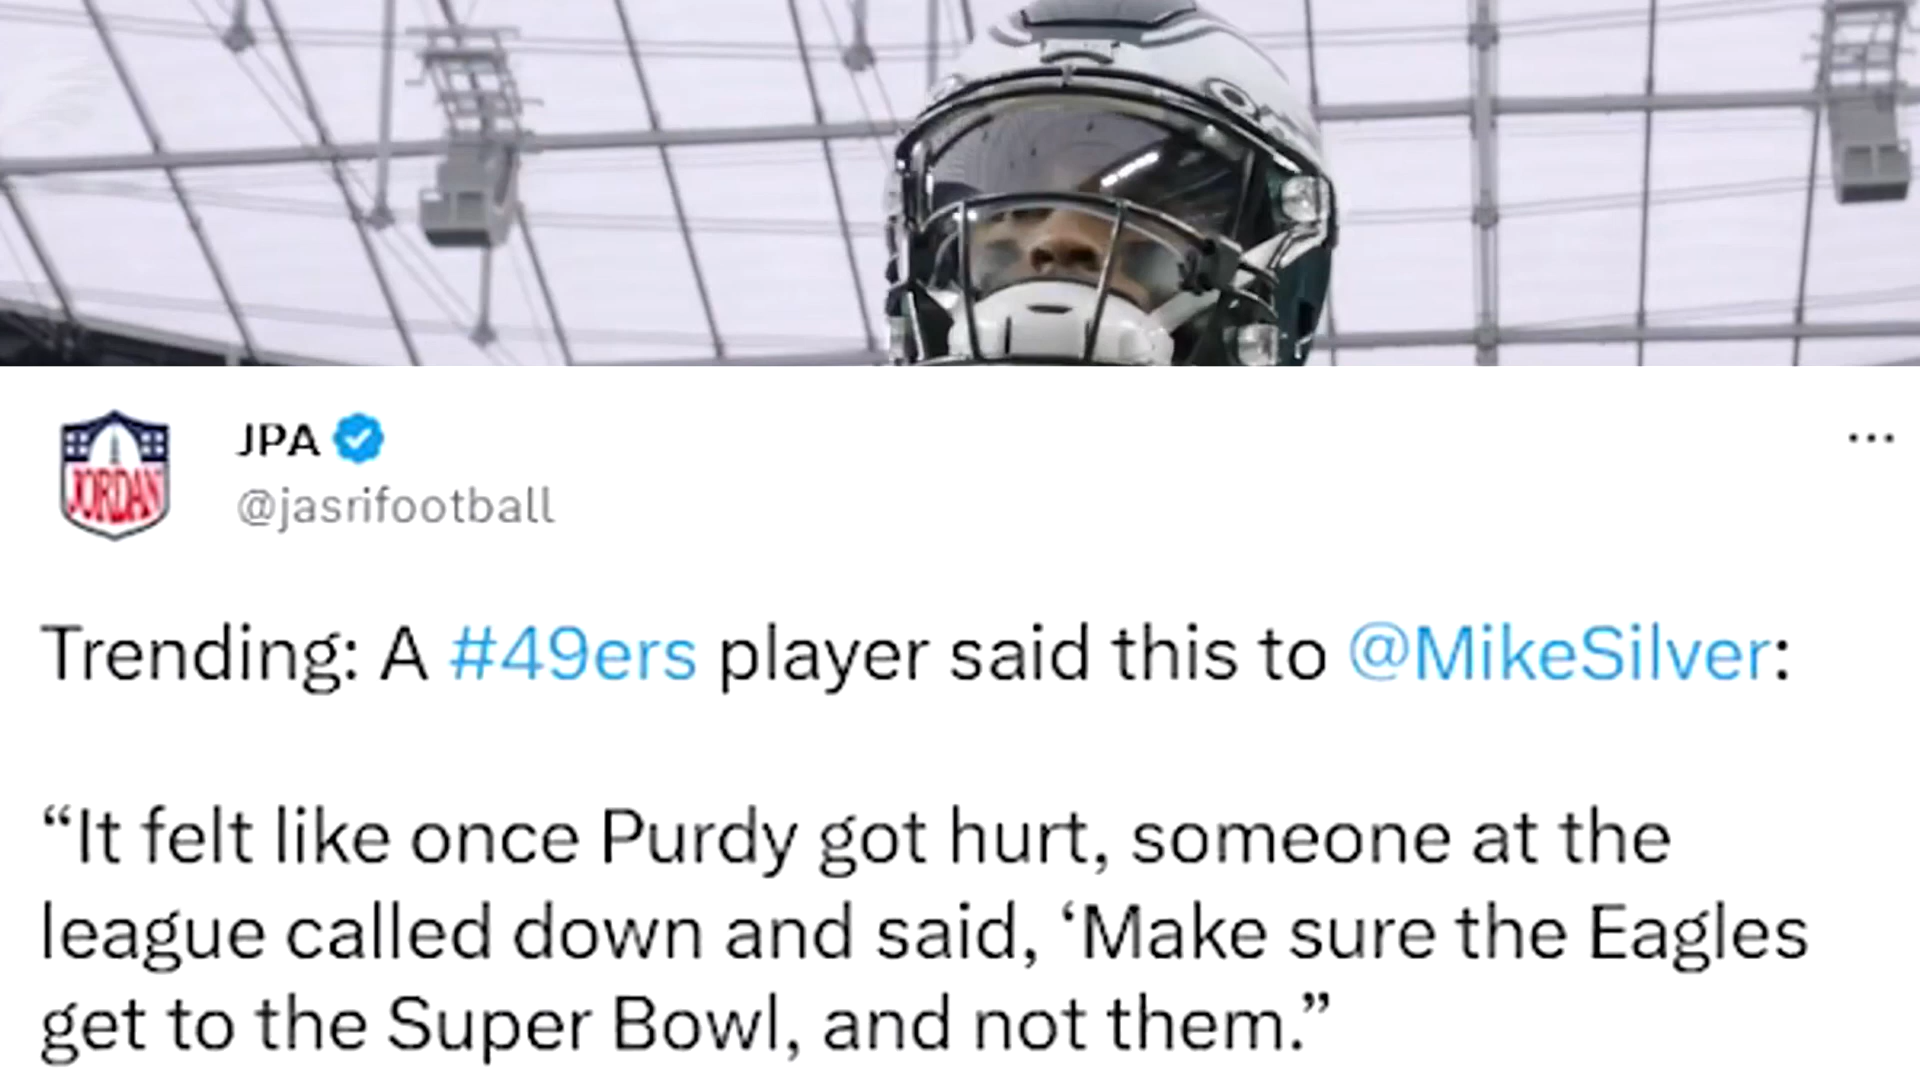 JORDAN
JPA
@jasrifootball
Trending: A #49ers player said this to @MikeSilver:
“It felt like once Purdy got hurt, someone at the
league called down and said, ‘Make sure the Eagles
get to the Super Bowl, and not them.”